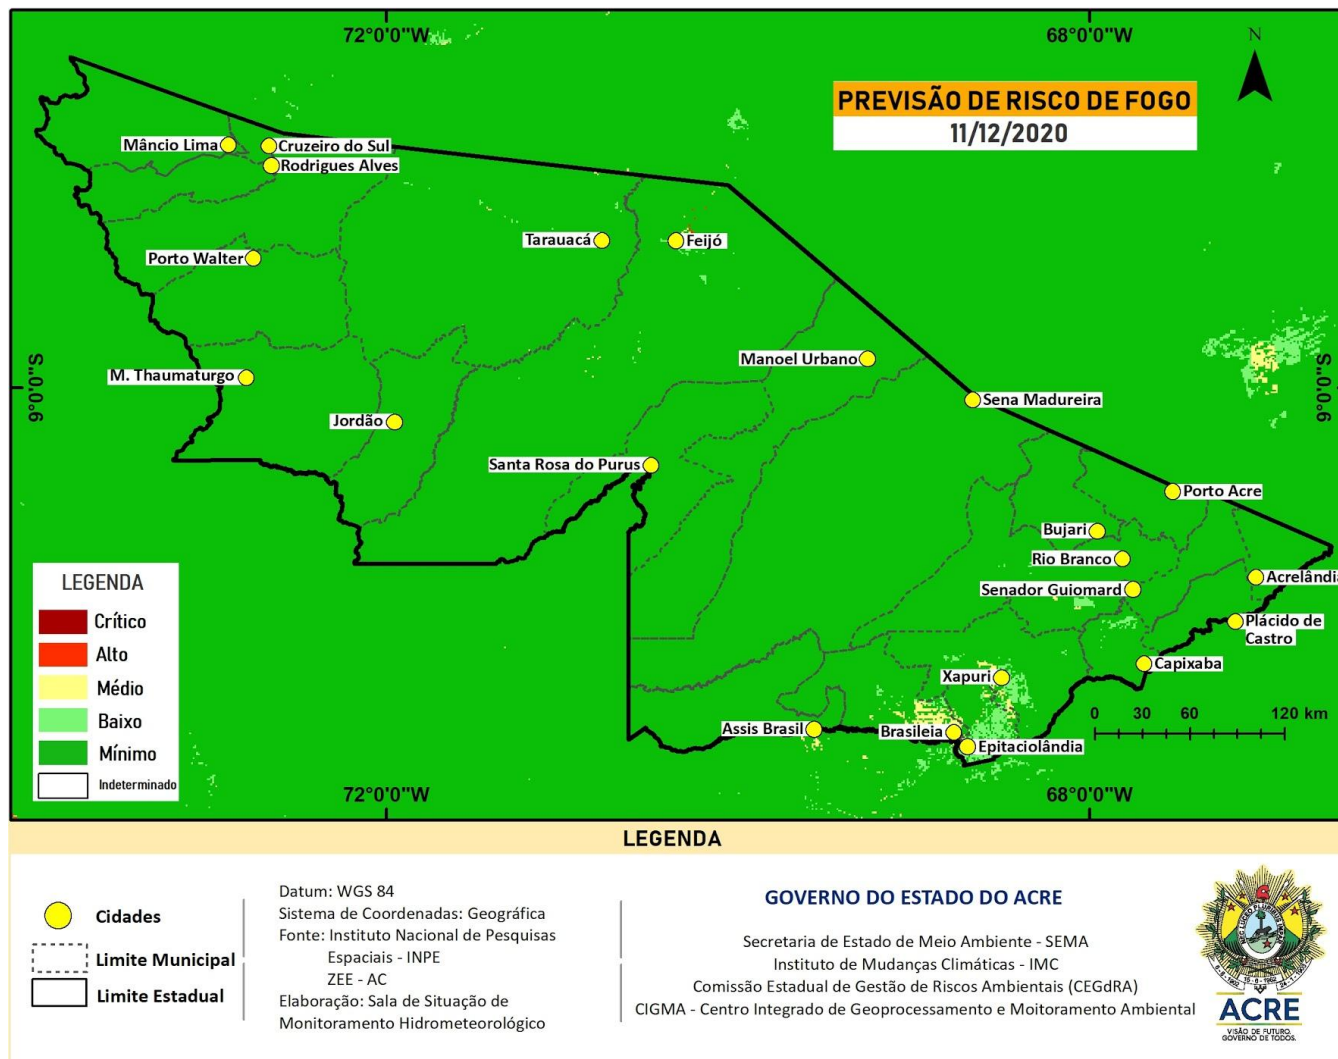 72°0'0"W
68°0'0"W
N
PREVISÃO DE RISCO DE FOGO
11/12/2020
Mâncio Lima
Cruzeiro do Sul
Rodrigues Alves
Tarauacá
Feijó
Porto Walter
Manoel Urbano
9°0'0"S
9°0'0"S
M. Thaumaturgo
Sena Madureira
Jordão
Santa Rosa do Purus
Porto Acre
Bujari
Rio Branco
Acrelândia
Senador Guiomard
Plácido de
Castro
Capixaba
Xapuri
Assis Brasil
Brasileia
Epitaciolândia
0 30 60 120 km
LEGENDA
Crítico
Alto
Médio
Baixo
Mínimo
Indeterminado
72°0'0"W
68°0'0"W
LEGENDA
Cidades
Limite Municipal
Limite Estadual
Datum: WGS 84
Sistema de Coordenadas: Geográfica
Fonte: Instituto Nacional de Pesquisas
Espaciais - INPE
ZEE - AC
Elaboração: Sala de Situação de
Monitoramento Hidrometeorológico
GOVERNO DO ESTADO DO ACRE
Secretaria de Estado de Meio Ambiente - SEMA
Instituto de Mudanças Climáticas - IMC
Comissão Estadual de Gestão de Riscos Ambientais (CEGdRA)
CIGMA - Centro Integrado de Geoprocessamento e Moitoramento Ambiental
ACRE
VISÃO DE FUTURO.
GOVERNO DE TODOS.